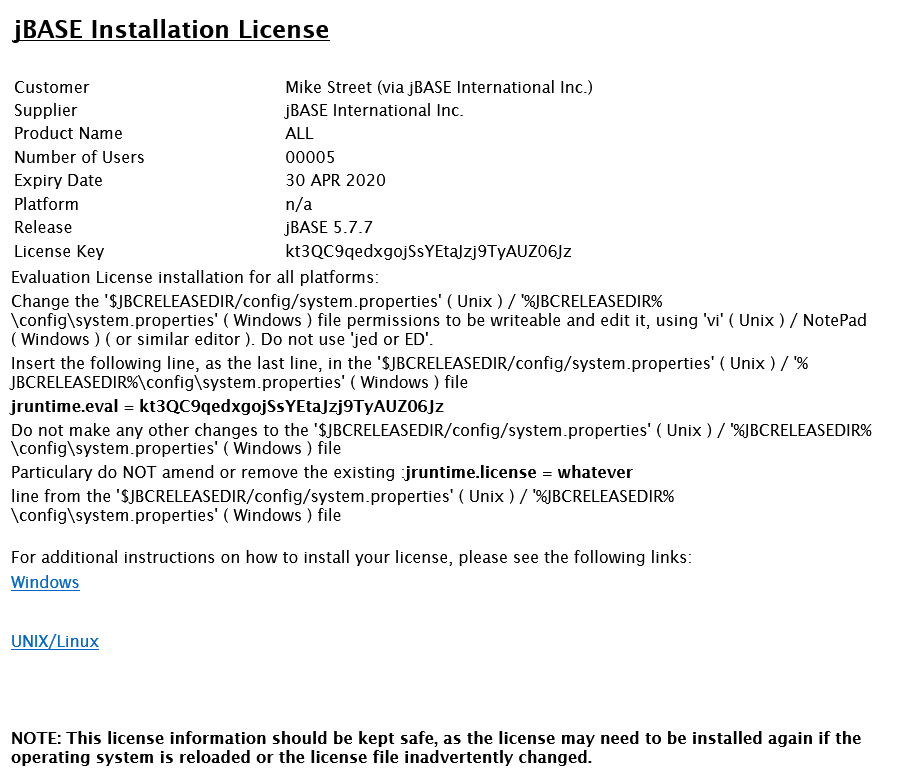 jBASE Installation License
Customer Mike Street (via jBASE International Inc.)
Supplier jBASE International Inc.
Product Name ALL
Number of Users 00005
Expiry Date 30 APR 2020
Platform n/a
Release jBASE 5.7.7
License Key kt3QC9qedxgojSsYEtaJzj9TyAUZ06Jz
Evaluation License installation for all platforms:
Change the '$JBCRELEASEDIR/config/system.properties' ( Unix ) / '%JBCRELEASEDIR%
\config\system.properties' ( Windows ) file permissions to be writeable and edit it, using 'vi' ( Unix ) / NotePad
( Windows ) ( or similar editor ). Do not use 'jed or ED'.
Insert the following line, as the last line, in the '$JBCRELEASEDIR/config/system.properties' ( Unix ) / '%
JBCRELEASEDIR%\config\system.properties' ( Windows ) file
jruntime.eval = kt3QC9qedxgojSsYEtaJzj9TyAUZ06Jz
Do not make any other changes to the '$JBCRELEASEDIR/config/system.properties' ( Unix ) / '%JBCRELEASEDIR%
\config\system.properties' ( Windows ) file
Particulary do NOT amend or remove the existing :jruntime.license = whatever
line from the '$JBCRELEASEDIR/config/system.properties' ( Unix ) / '%JBCRELEASEDIR%
\config\system.properties' ( Windows ) file
For additional instructions on how to install your license, please see the following links:
Windows
UNIX/Linux
NOTE: This license information should be kept safe, as the license may need to be installed again if the
operating system is reloaded or the license file inadvertently changed.